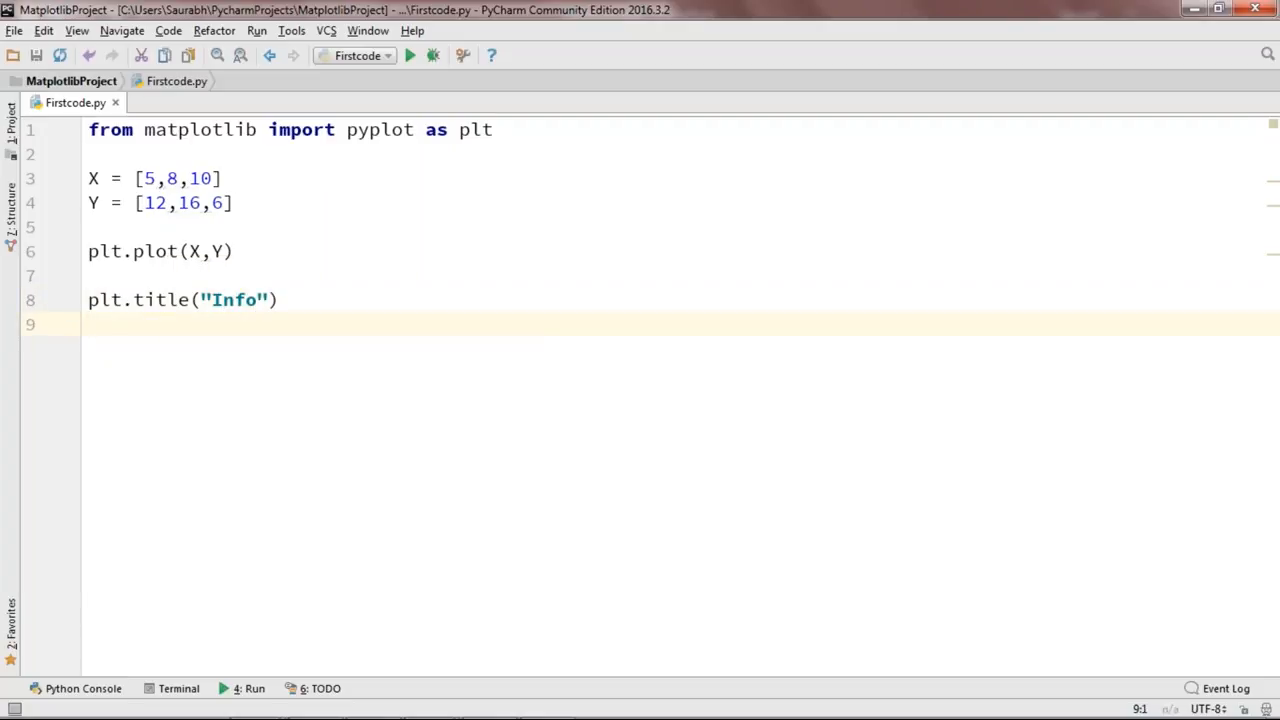 MatplotlibProject - [C:\Users\Saurabh\PycharmProjects\MatplotlibProject] - ...\Firstcode.py - PyCharm Community Edition 2016.3.2
File Edit View Navigate Code Refactor Run Tools VCS Window Help
Firstcode
MatplotlibProject Firstcode.py
Firstcode.py
1: Project
Z: Structure
2: Favorites
1 from matplotlib import pyplot as plt
2
3 X = [5,8,10]
4 Y = [12,16,6]
5
6 plt.plot(X,Y)
7
8 plt.title("Info")
9
Python Console Terminal 4: Run 6: TODO Event Log
9:1 n/a UTF-8